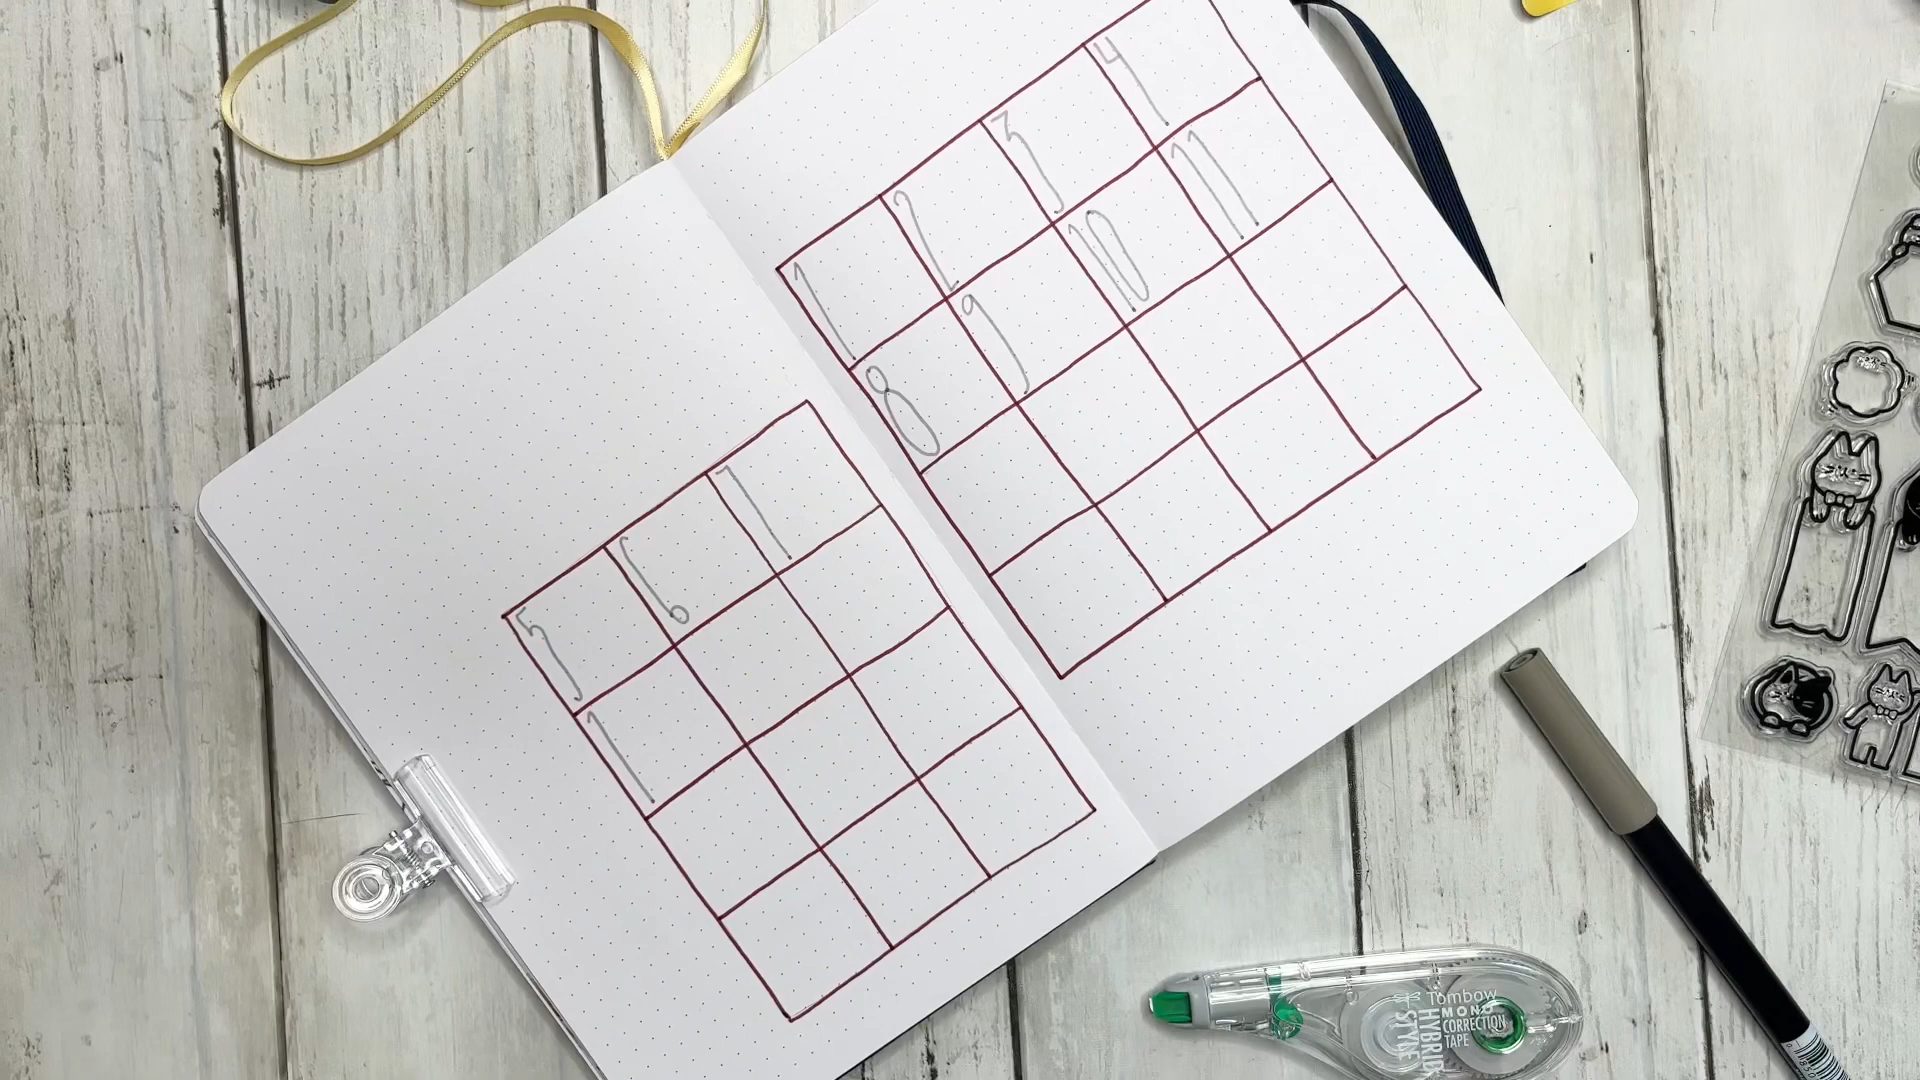 5 6 7
1
1 2 3 4
8 9 10 11
Tombow
MONO
CORRECTION
TAPE
HYBRID
STYLE